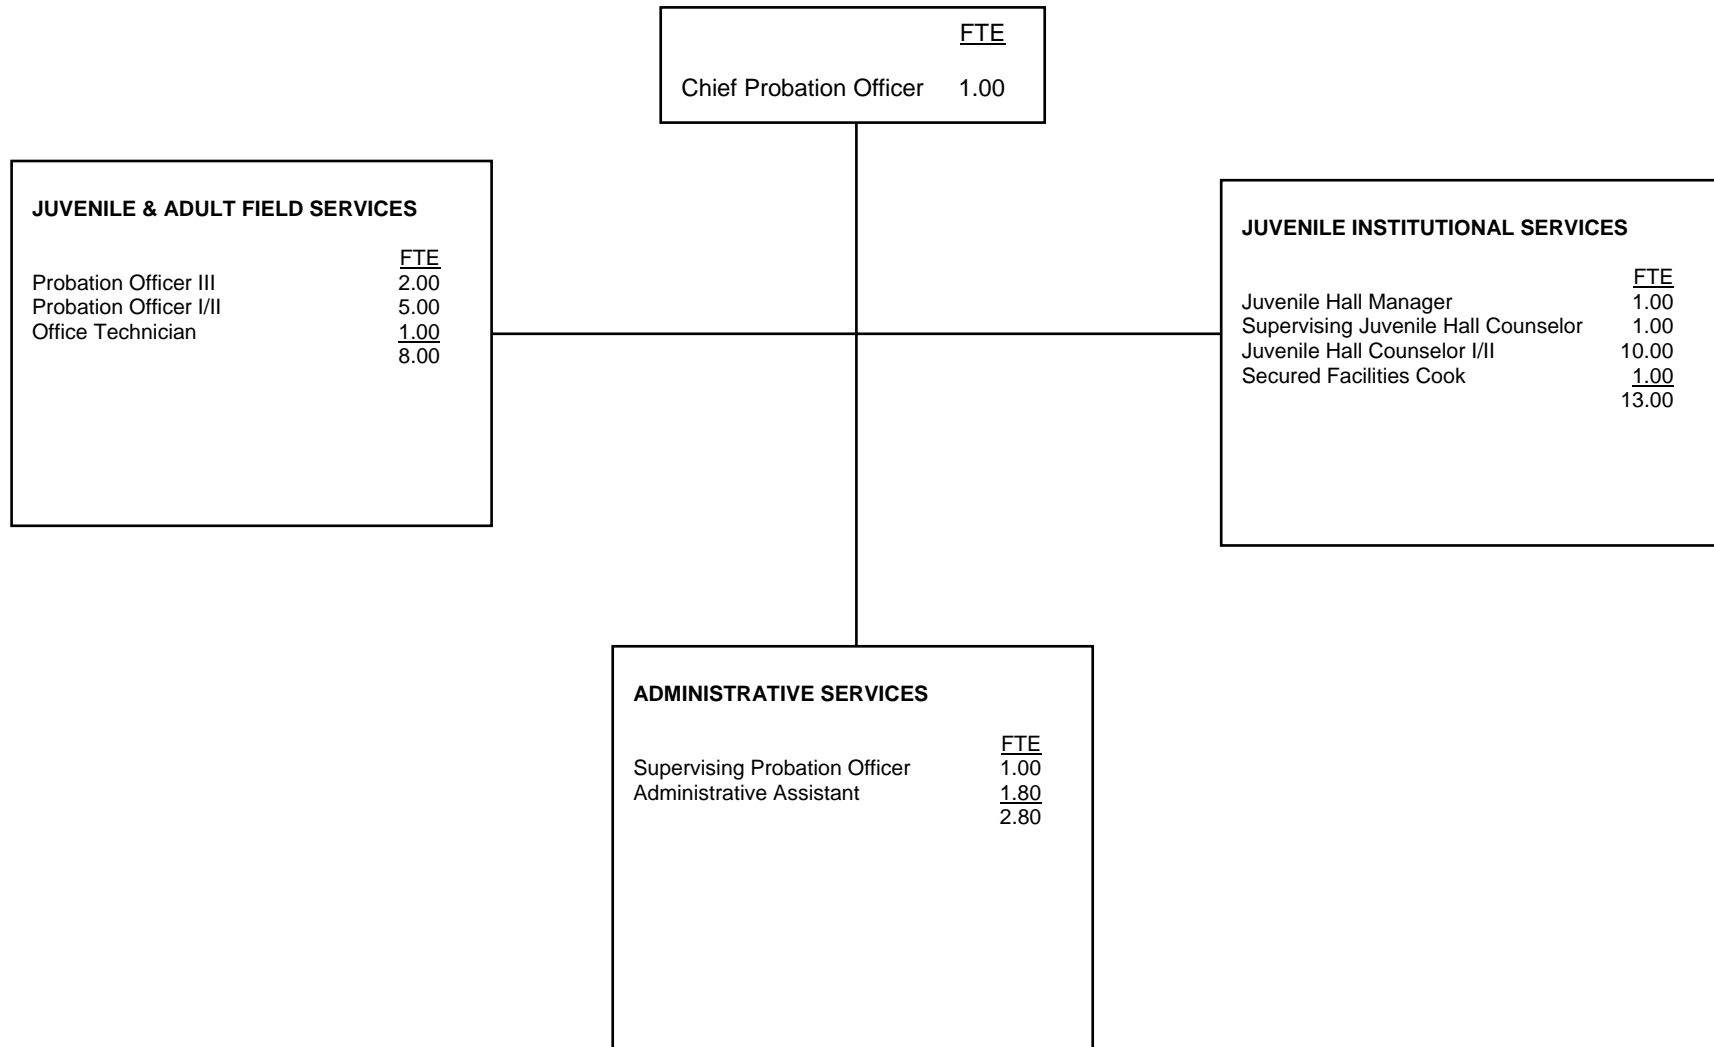 FTE
Chief Probation Officer 1.00
JUVENILE & ADULT FIELD SERVICES
FTE
Probation Officer III 2.00
Probation Officer I/II 5.00
Office Technician 1.00
8.00
JUVENILE INSTITUTIONAL SERVICES
FTE
Juvenile Hall Manager 1.00
Supervising Juvenile Hall Counselor 1.00
Juvenile Hall Counselor I/II 10.00
Secured Facilities Cook 1.00
13.00
ADMINISTRATIVE SERVICES
FTE
Supervising Probation Officer 1.00
Administrative Assistant 1.80
2.80